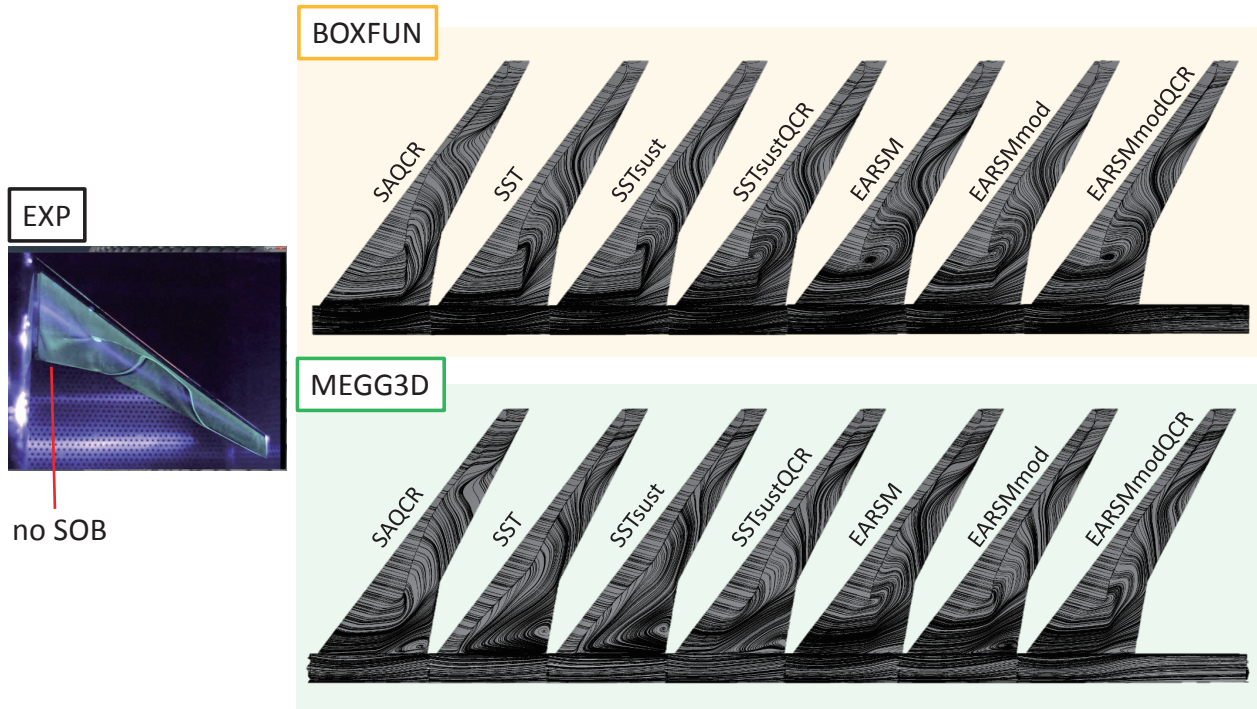 BOXFUN
SAQCR
SST
SSTsust
SSTsustQCR
EARSM
EARSMmod
EARSMmodQCR
EXP
no SOB
MEGG3D
SAQCR
SST
SSTsust
SSTsustQCR
EARSM
EARSMmod
EARSMmodQCR